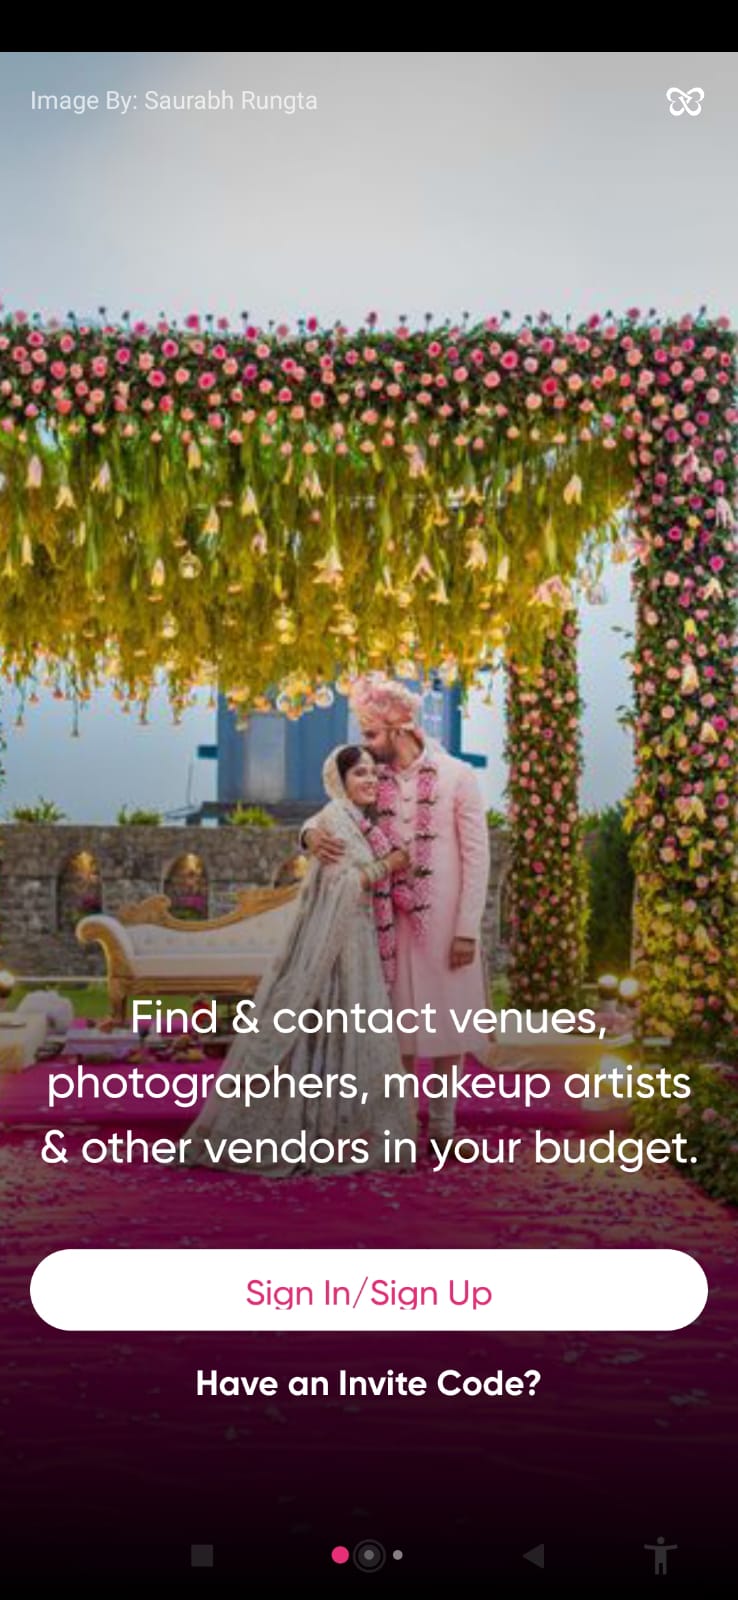 Image By: Saurabh Rungta
Find & contact venues,
photographers, makeup artists
& other vendors in your budget.
Sign In/Sign Up
Have an Invite Code?